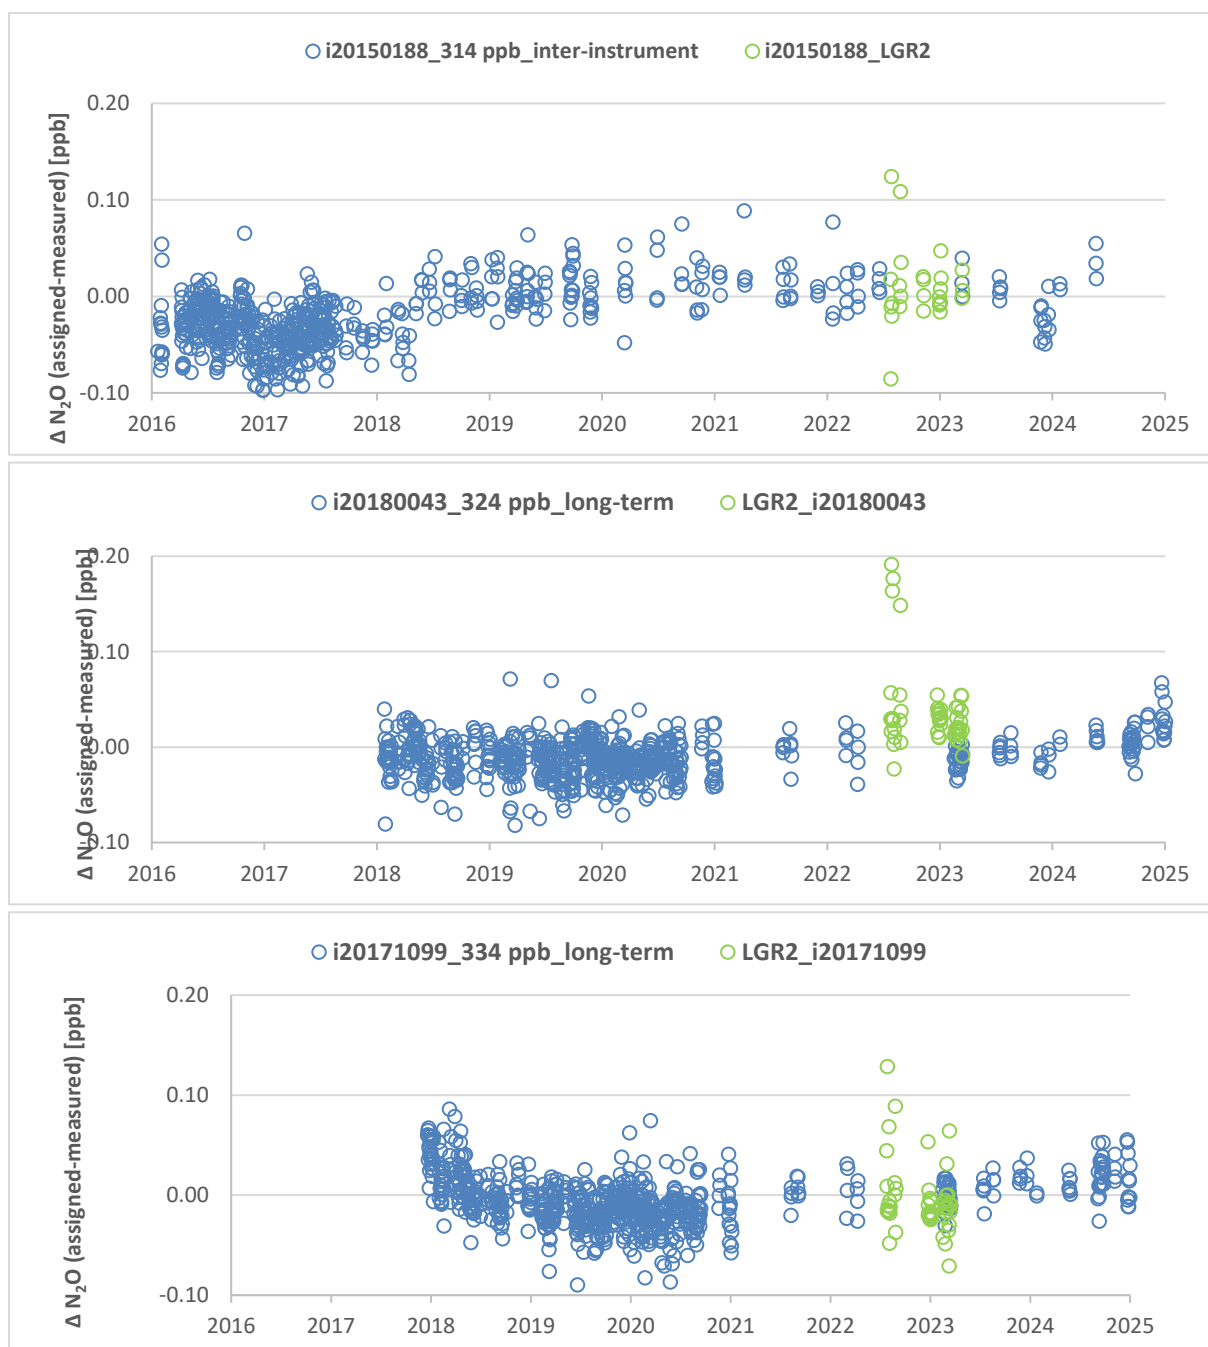 i20150188_314 ppb_inter-instrument i20150188_LGR2
Δ N₂O (assigned-measured) [ppb]
0.20
0.10
0.00
-0.10
2016 2017 2018 2019 2020 2021 2022 2023 2024 2025
i20180043_324 ppb_long-term LGR2_i20180043
Δ N₂O (assigned-measured) [ppb]
0.20
0.10
0.00
-0.10
2016 2017 2018 2019 2020 2021 2022 2023 2024 2025
i20171099_334 ppb_long-term LGR2_i20171099
Δ N₂O (assigned-measured) [ppb]
0.20
0.10
0.00
-0.10
2016 2017 2018 2019 2020 2021 2022 2023 2024 2025